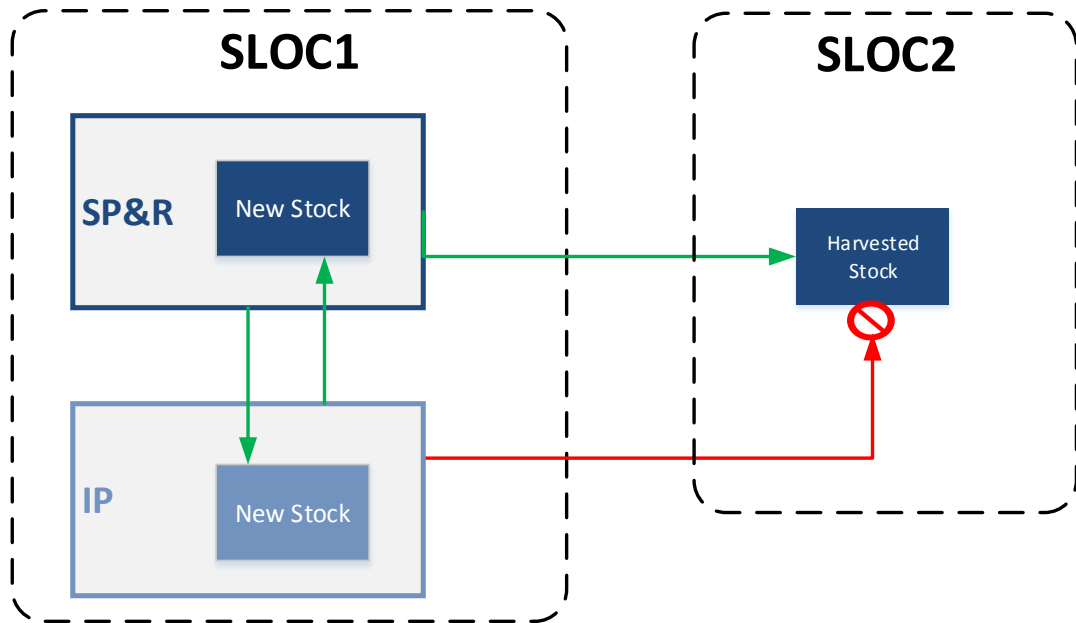 SLOC1
SLOC2
SP&R
New Stock
Harvested
Stock
IP
New Stock